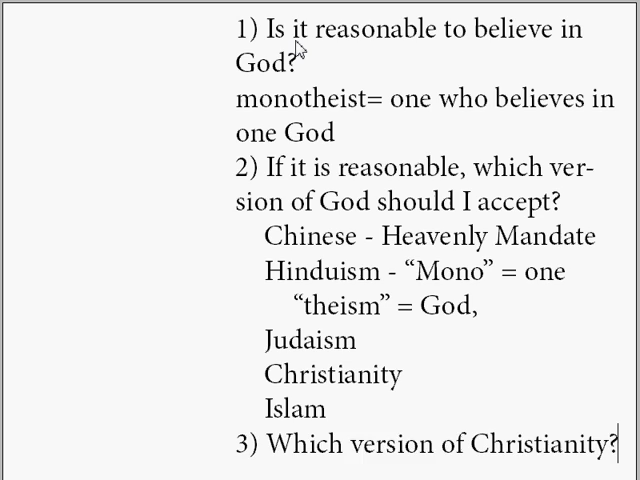 1) Is it reasonable to believe in
God?
monotheist= one who believes in
one God
2) If it is reasonable, which ver-
sion of God should I accept?
Chinese - Heavenly Mandate
Hinduism - “Mono” = one
“theism” = God,
Judaism
Christianity
Islam
3) Which version of Christianity?